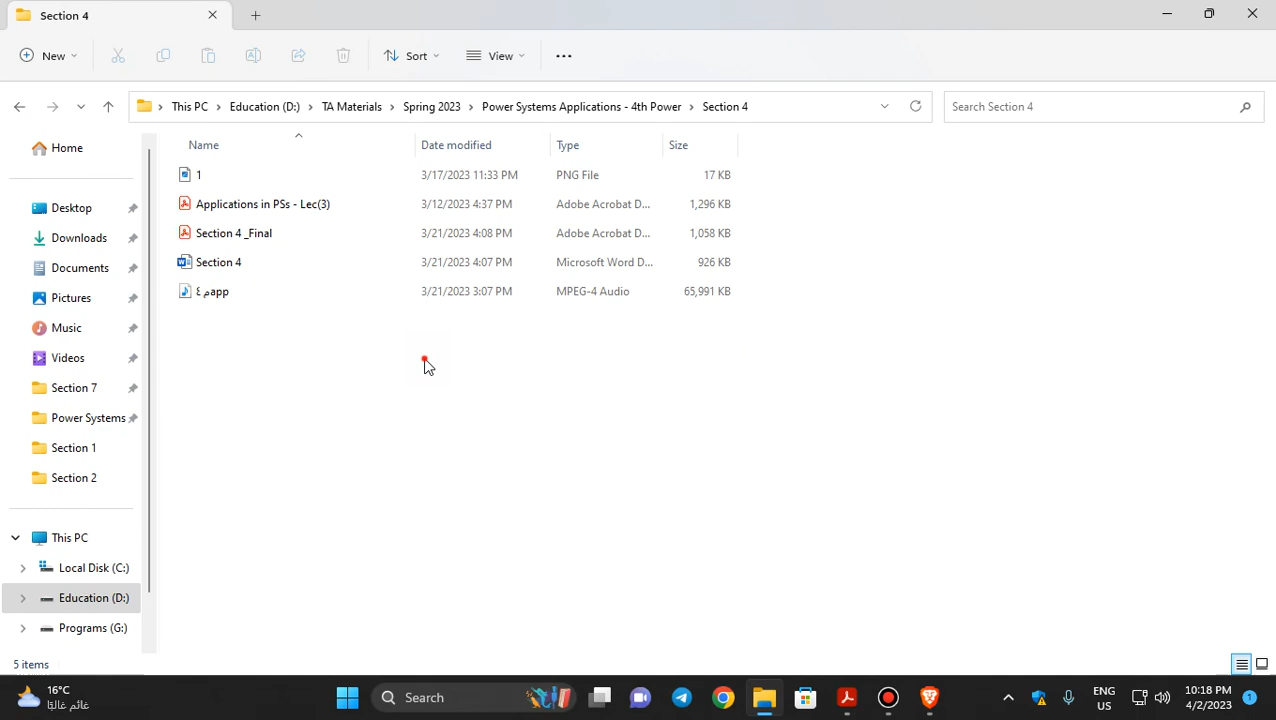 Section 4
New Sort View
This PC Education (D:) TA Materials Spring 2023 Power Systems Applications - 4th Power Section 4 Search Section 4
Home
Desktop
Downloads
Documents
Pictures
Music
Videos
Section 7
Power Systems
Section 1
Section 2
This PC
Local Disk (C:)
Education (D:)
Programs (G:)
Name Date modified Type Size
1 3/17/2023 11:33 PM PNG File 17 KB
Applications in PSs - Lec(3) 3/12/2023 4:37 PM Adobe Acrobat D... 1,296 KB
Section 4 _Final 3/21/2023 4:08 PM Adobe Acrobat D... 1,058 KB
Section 4 3/21/2023 4:07 PM Microsoft Word D... 926 KB
٤ مapp 3/21/2023 3:07 PM MPEG-4 Audio 65,991 KB
5 items
16°C
غائم غالبًا
Search
ENG
US
10:18 PM
4/2/2023
1